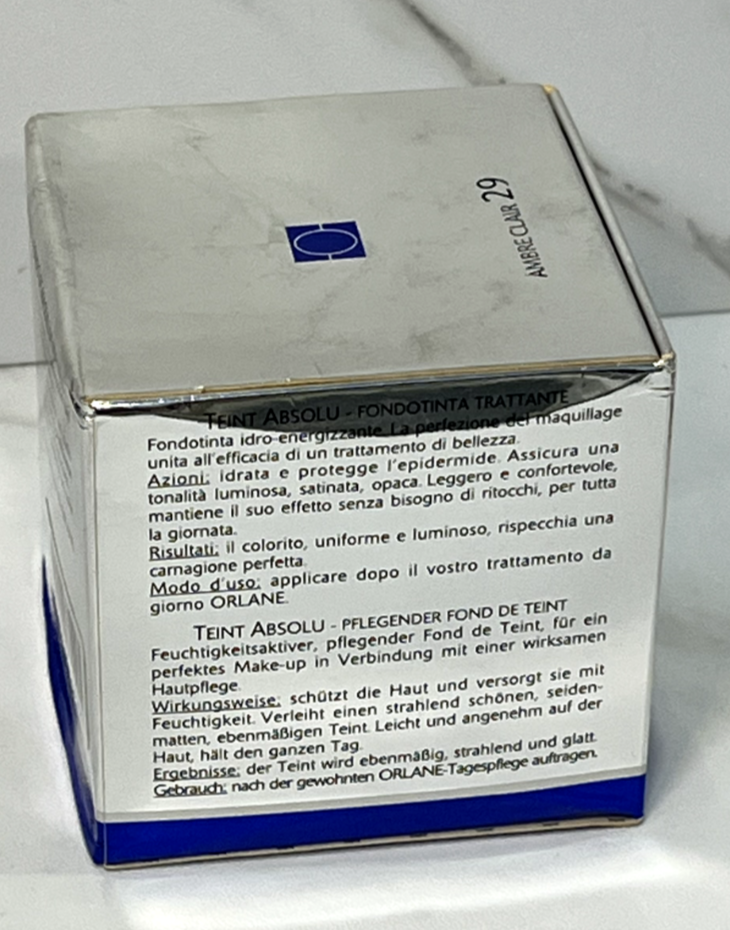 AMBRE CLAIR 29
TEINT ABSOLU - FONDOTINTA TRATTANTE
Fondotinta idro-energizzante. La perfezione del maquillage
unita all'efficacia di un trattamento di bellezza.
Azioni: idrata e protegge l'epidermide. Assicura una
tonalità luminosa, satinata, opaca. Leggero e confortevole,
mantiene il suo effetto senza bisogno di ritocchi, per tutta
la giornata.
Risultati: il colorito, uniforme e luminoso, rispecchia una
carnagione perfetta.
Modo d'uso: applicare dopo il vostro trattamento da
giorno ORLANE.
TEINT ABSOLU - PFLEGENDER FOND DE TEINT
Feuchtigkeitsaktiver, pflegender Fond de Teint, für ein
perfektes Make-up in Verbindung mit einer wirksamen
Hautpflege.
Wirkungsweise: schützt die Haut und versorgt sie mit
Feuchtigkeit. Verleiht einen strahlend schönen, seiden-
matten, ebenmäßigen Teint. Leicht und angenehm auf der
Haut, hält den ganzen Tag.
Ergebnisse: der Teint wird ebenmäßig, strahlend und glatt.
Gebrauch: nach der gewohnten ORLANE-Tagespflege auftragen.